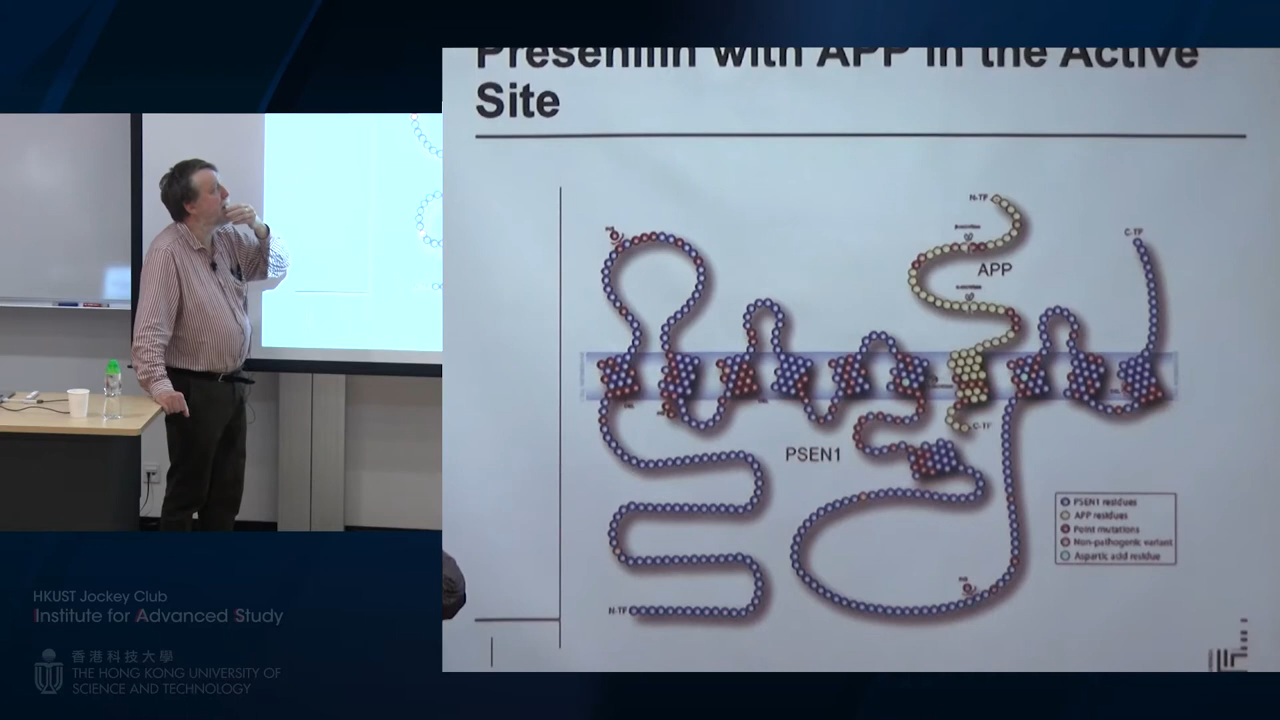 Presenilin with APP in the Active
Site
N-TF
C-TF
APP
C-TF
PSEN1
PSEN1 residues
APP residues
Point mutations
Non-pathogenic variant
Aspartic acid residue
N-TF
HKUST Jockey Club
Institute for Advanced Study
香港科技大學
THE HONG KONG UNIVERSITY OF
SCIENCE AND TECHNOLOGY